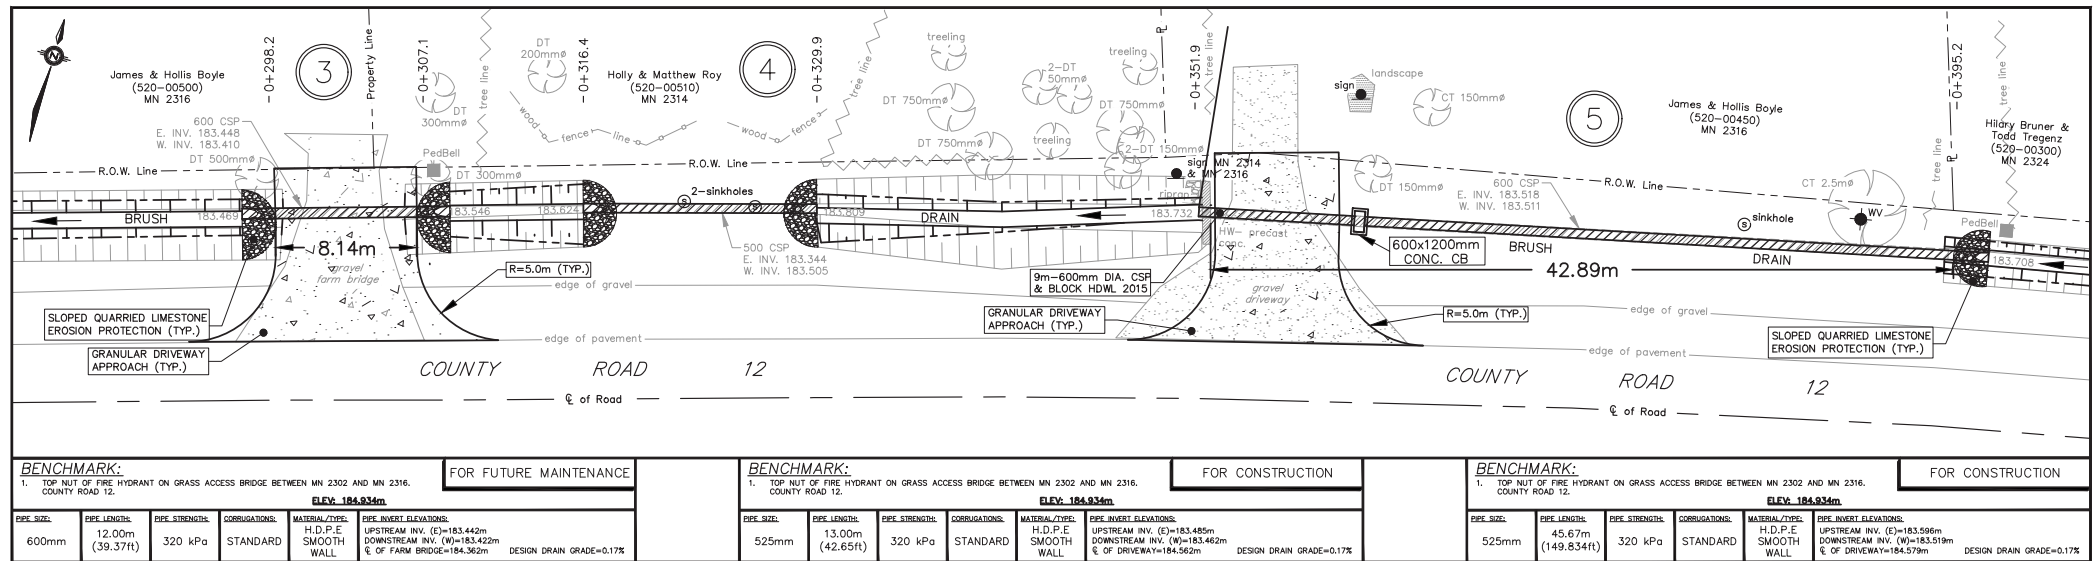 N
James & Hollis Boyle
(520-00500)
MN 2316
0+298.2
3
Property Line
0+307.1
tree line
DT
200mmø
0+316.4
Holly & Matthew Roy
(520-00510)
MN 2314
4
0+329.9
tree line
treeling
DT 750mmø
DT 750mmø
2-DT
50mmø
treeling
treeling
DT 750mmø
2-DT 150mmø
PL
0+351.9
tree line
sign
landscape
CT 150mmø
5
James & Hollis Boyle
(520-00450)
MN 2316
0+395.2
PL
tree line
tree line
Hilary Bruner &
Todd Tregenz
(520-00300)
MN 2324
600 CSP
E. INV. 183.448
W. INV. 183.410
DT 500mmø
DT
300mmø
PedBell
DT 300mmø
wood fence line
wood fence
R.O.W. Line
R.O.W. Line
R.O.W. Line
sign MN 2314
& MN 2316
riprap
DT 150mmø
600 CSP
E. INV. 183.518
W. INV. 183.511
CT 2.5mø
WV
PedBell
BRUSH
183.469
183.546
183.624
2-sinkholes
183.809
DRAIN
183.732
HW- precast
conc.
sinkhole
BRUSH
DRAIN
183.708
8.14m
gravel
farm bridge
R=5.0m (TYP.)
500 CSP
E. INV. 183.344
W. INV. 183.505
edge of gravel
9m-600mm DIA. CSP
& BLOCK HDWL 2015
600x1200mm
CONC. CB
42.89m
gravel
driveway
R=5.0m (TYP.)
edge of gravel
SLOPED QUARRIED LIMESTONE
EROSION PROTECTION (TYP.)
GRANULAR DRIVEWAY
APPROACH (TYP.)
edge of pavement
GRANULAR DRIVEWAY
APPROACH (TYP.)
edge of pavement
SLOPED QUARRIED LIMESTONE
EROSION PROTECTION (TYP.)
COUNTY ROAD 12
COUNTY ROAD 12
CL of Road
CL of Road
BENCHMARK:
FOR FUTURE MAINTENANCE
1. TOP NUT OF FIRE HYDRANT ON GRASS ACCESS BRIDGE BETWEEN MN 2302 AND MN 2316.
COUNTY ROAD 12.
ELEV: 184.934m
PIPE SIZE:
600mm
PIPE LENGTH:
12.00m
(39.37ft)
PIPE STRENGTH:
320 kPa
CORRUGATIONS:
STANDARD
MATERIAL/TYPE:
H.D.P.E
SMOOTH
WALL
PIPE INVERT ELEVATIONS:
UPSTREAM INV. (E)=183.442m
DOWNSTREAM INV. (W)=183.422m
CL OF FARM BRIDGE=184.362m DESIGN DRAIN GRADE=0.17%
BENCHMARK:
FOR CONSTRUCTION
1. TOP NUT OF FIRE HYDRANT ON GRASS ACCESS BRIDGE BETWEEN MN 2302 AND MN 2316.
COUNTY ROAD 12.
ELEV: 184.934m
PIPE SIZE:
525mm
PIPE LENGTH:
13.00m
(42.65ft)
PIPE STRENGTH:
320 kPa
CORRUGATIONS:
STANDARD
MATERIAL/TYPE:
H.D.P.E
SMOOTH
WALL
PIPE INVERT ELEVATIONS:
UPSTREAM INV. (E)=183.485m
DOWNSTREAM INV. (W)=183.462m
CL OF DRIVEWAY=184.562m DESIGN DRAIN GRADE=0.17%
BENCHMARK:
FOR CONSTRUCTION
1. TOP NUT OF FIRE HYDRANT ON GRASS ACCESS BRIDGE BETWEEN MN 2302 AND MN 2316.
COUNTY ROAD 12.
ELEV: 184.934m
PIPE SIZE:
525mm
PIPE LENGTH:
45.67m
(149.834ft)
PIPE STRENGTH:
320 kPa
CORRUGATIONS:
STANDARD
MATERIAL/TYPE:
H.D.P.E
SMOOTH
WALL
PIPE INVERT ELEVATIONS:
UPSTREAM INV. (E)=183.596m
DOWNSTREAM INV. (W)=183.519m
CL OF DRIVEWAY=184.579m DESIGN DRAIN GRADE=0.17%